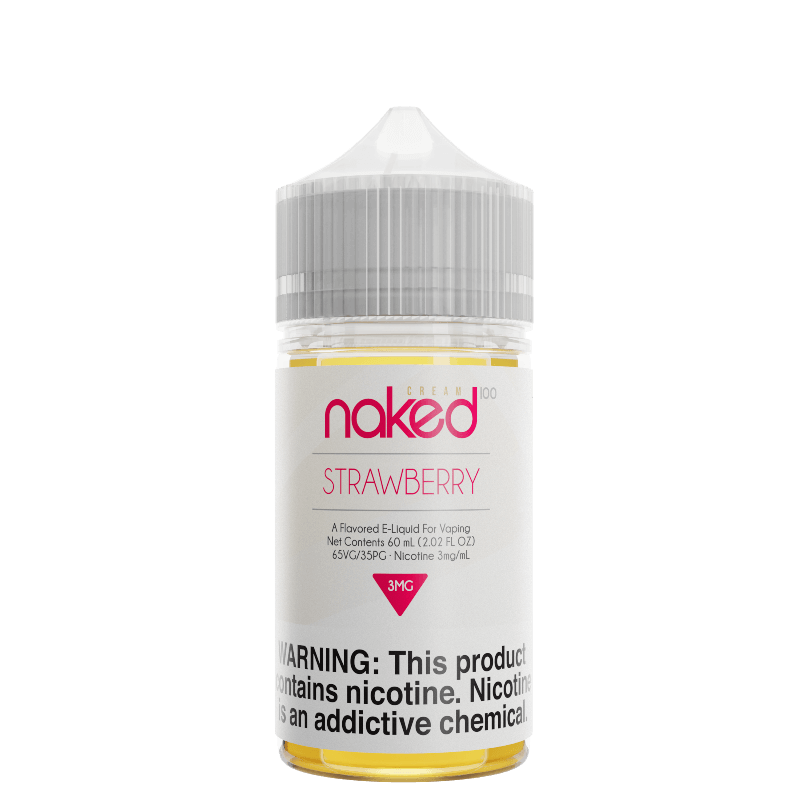 CREAM
naked 100
STRAWBERRY
A Flavored E-Liquid For Vaping
Net Contents 60 mL (2.02 FL OZ)
65VG/35PG · Nicotine 3mg/mL
3MG
WARNING: This product
contains nicotine. Nicotine
is an addictive chemical.